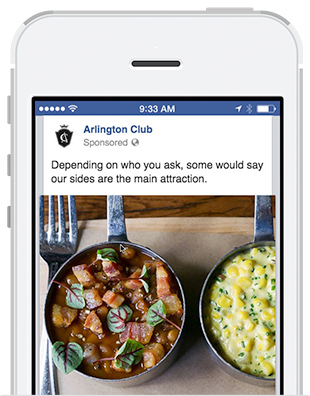 9:33 AM
Arlington Club
Sponsored
Depending on who you ask, some would say
our sides are the main attraction.